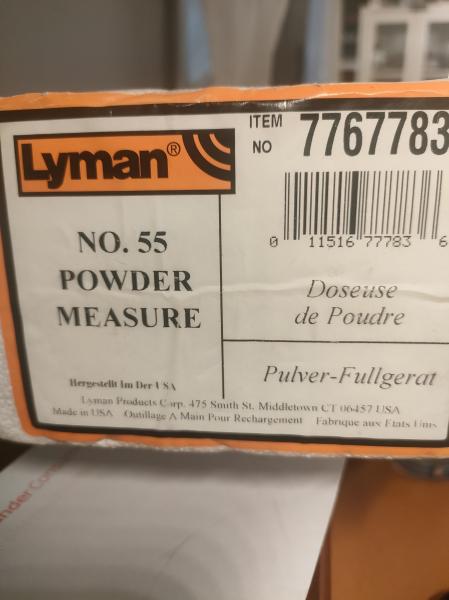 Lyman®
ITEM
NO
7767783
0 11516 77783 6
NO. 55
POWDER
MEASURE
Doseuse
de Poudre
Hergestellt Im Der USA
Pulver-Fullgerat
Lyman Products Corp. 475 Smith St. Middletown CT 06457 USA
Made in USA Outillage A Main Pour Rechargement Fabrique aux Etats Unis